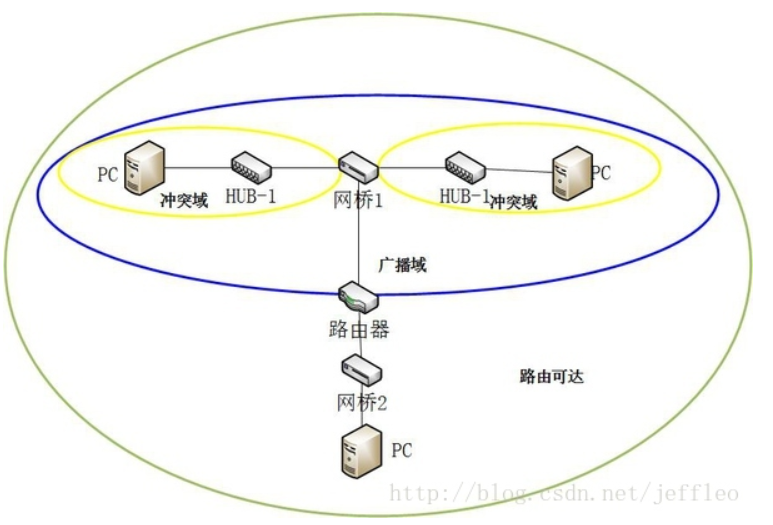 PC
HUB-1
冲突域
网桥1
HUB-1
冲突域
PC
广播域
路由器
路由可达
网桥2
PC
http://blog.csdn.net/jeffleo